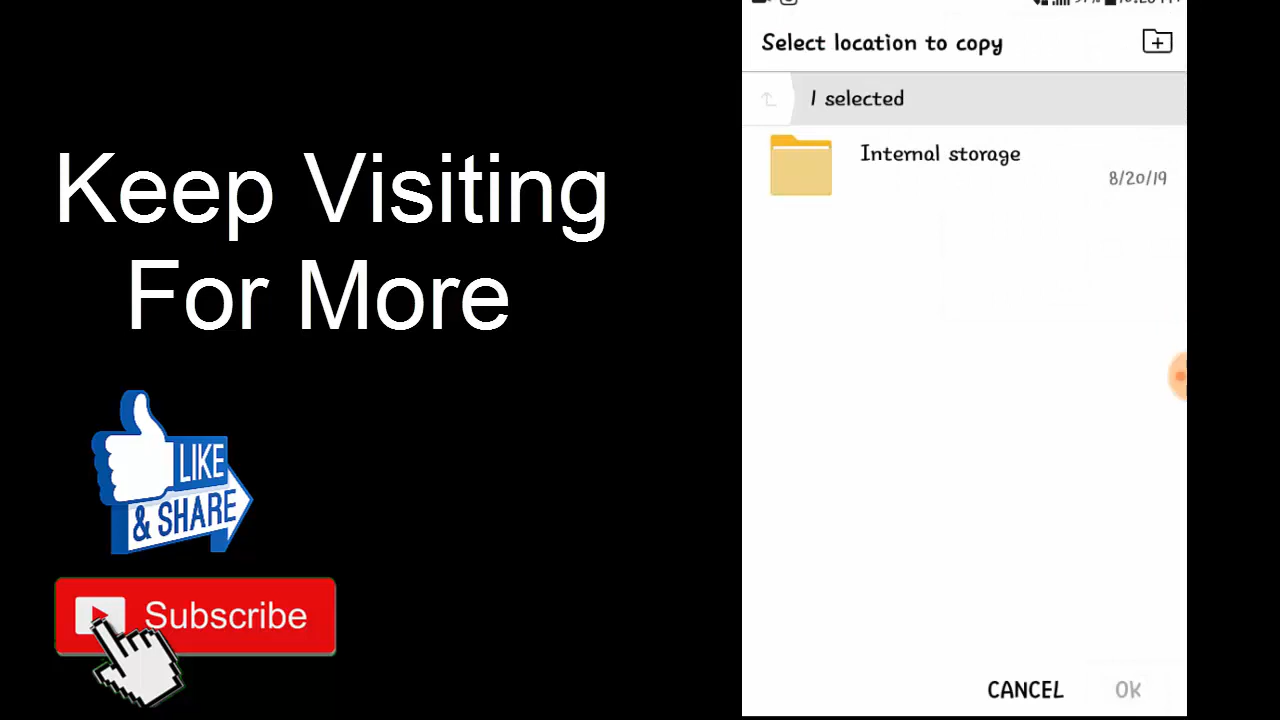 Keep Visiting
For More
LIKE
& SHARE
Subscribe
Select location to copy
1 selected
Internal storage
8/20/19
CANCEL
OK